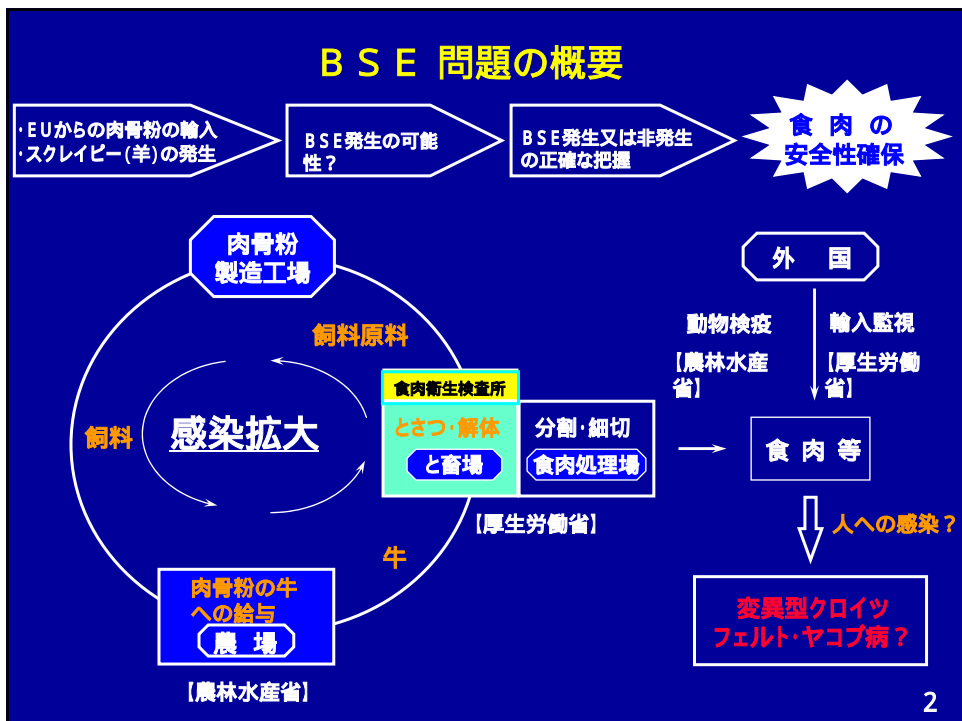 ＢＳＥ 問題の概要
・ＥＵからの肉骨粉の輸入
・スクレイピー(羊)の発生
ＢＳＥ発生の可能
性？
ＢＳＥ発生又は非発生
の正確な把握
食 肉 の
安全性確保
肉骨粉
製造工場
外 国
動物検疫
【農林水産
省】
輸入監視
【厚生労働
省】
飼料原料
食肉衛生検査所
とさつ・解体
と畜場
分割・細切
食肉処理場
飼料
感染拡大
食 肉 等
【厚生労働省】
人への感染？
牛
肉骨粉の牛
への給与
農 場
【農林水産省】
変異型クロイツ
フェルト・ヤコブ病？
2